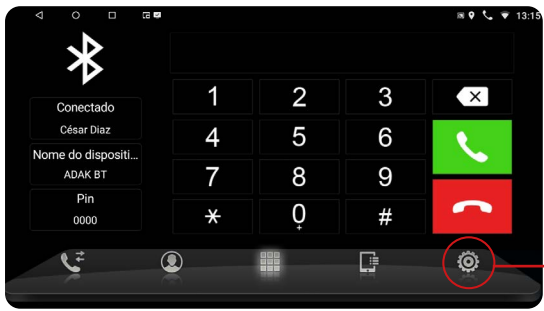 13:15
Conectado
César Diaz
Nome do dispositi...
ADAK BT
Pin
0000
1 2 3
4 5 6
7 8 9
* 0 #
+